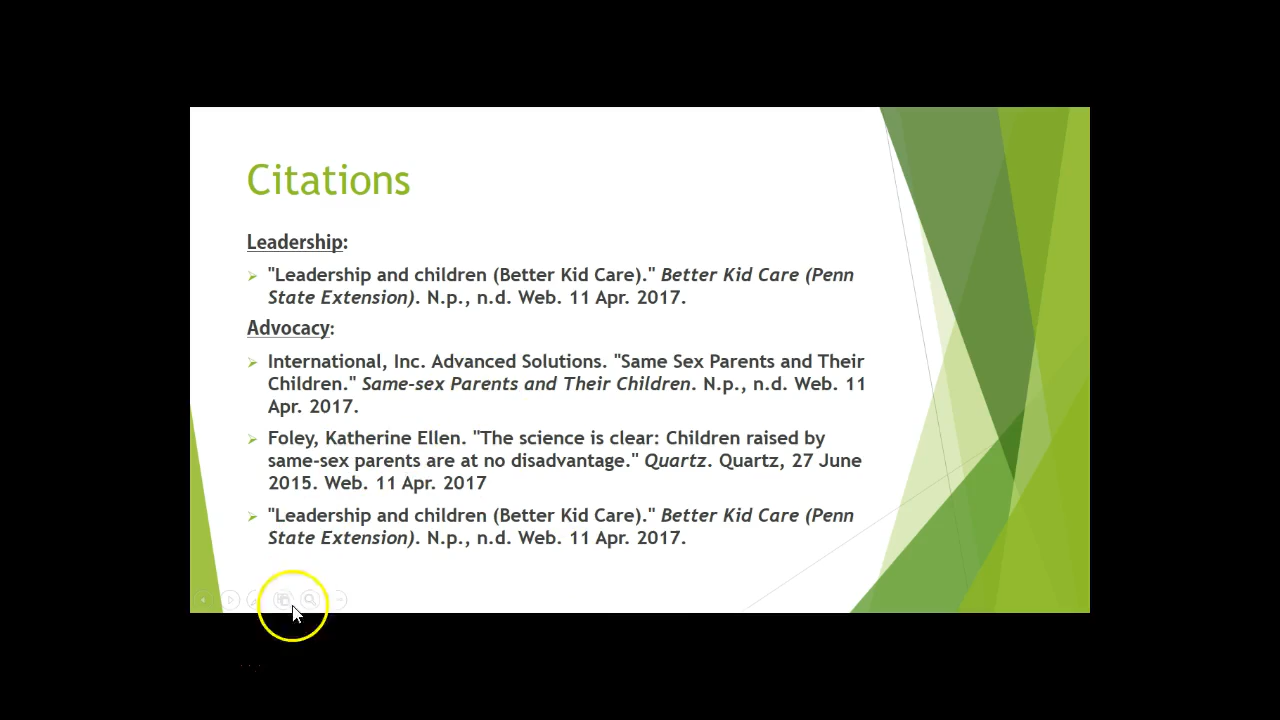 Citations
Leadership:
"Leadership and children (Better Kid Care)." Better Kid Care (Penn
State Extension). N.p., n.d. Web. 11 Apr. 2017.
Advocacy:
International, Inc. Advanced Solutions. "Same Sex Parents and Their
Children." Same-sex Parents and Their Children. N.p., n.d. Web. 11
Apr. 2017.
Foley, Katherine Ellen. "The science is clear: Children raised by
same-sex parents are at no disadvantage." Quartz. Quartz, 27 June
2015. Web. 11 Apr. 2017
"Leadership and children (Better Kid Care)." Better Kid Care (Penn
State Extension). N.p., n.d. Web. 11 Apr. 2017.